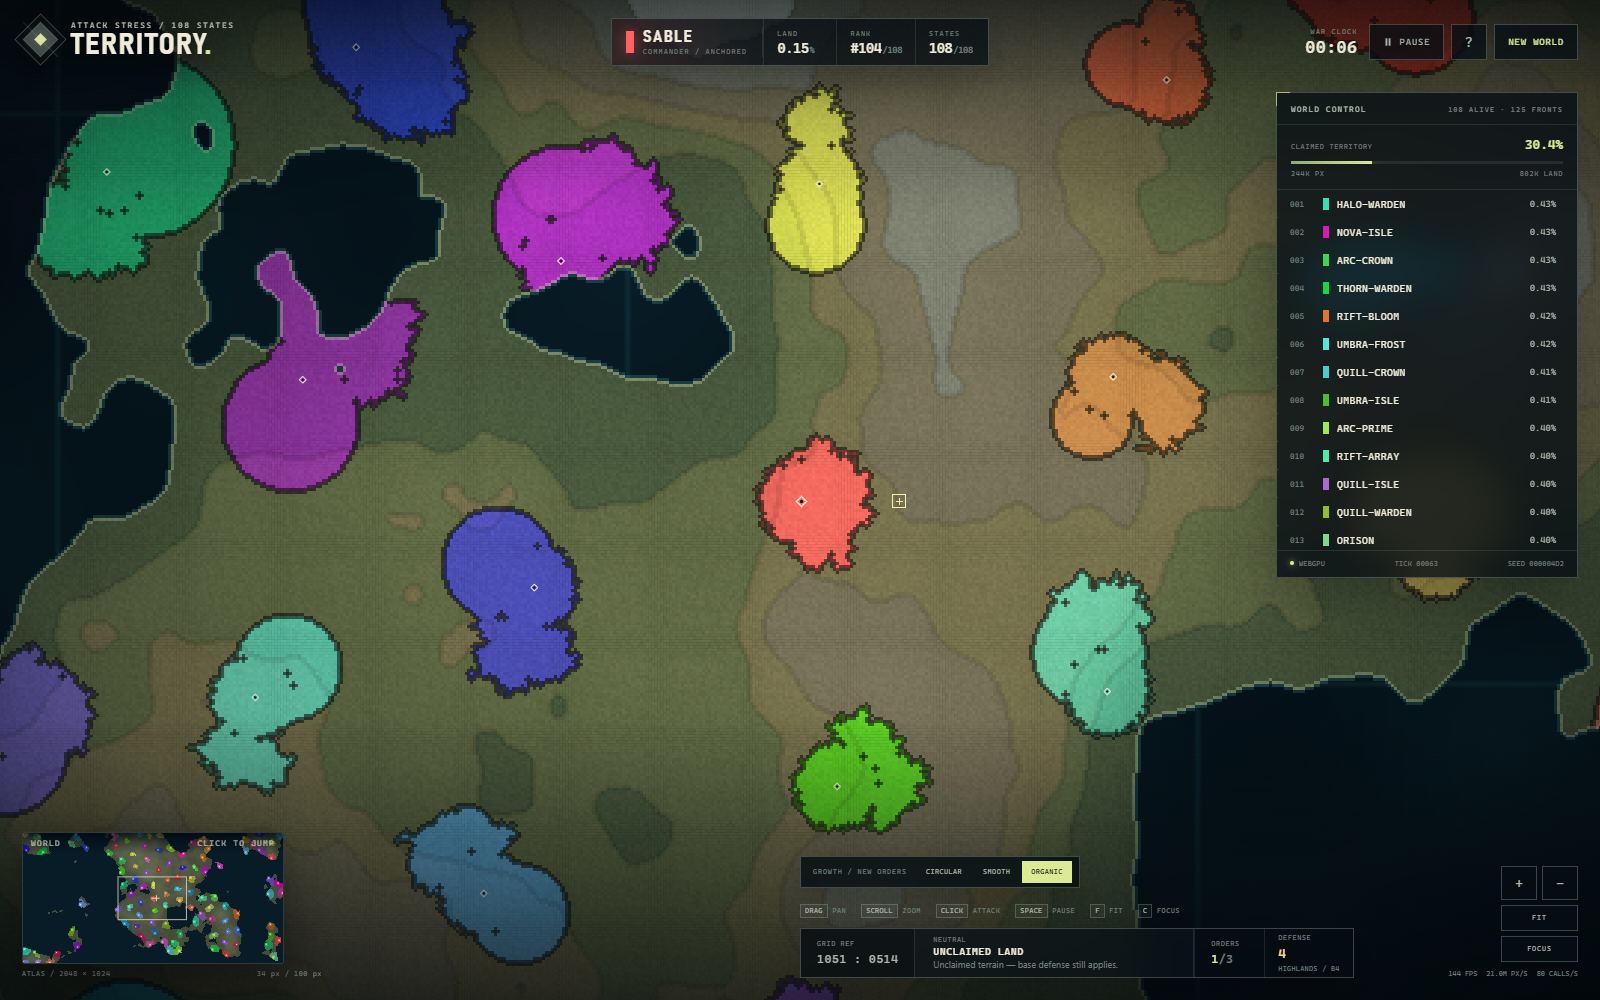 ATTACK STRESS / 108 STATES
TERRITORY.
SABLE
COMMANDER / ANCHORED
LAND
0.15%
RANK
#104/108
STATES
108/108
WAR CLOCK
00:06
PAUSE
?
NEW WORLD
WORLD CONTROL
108 ALIVE · 125 FRONTS
CLAIMED TERRITORY
30.4%
244K PX
802K LAND
001 HALO-WARDEN 0.43%
002 NOVA-ISLE 0.43%
003 ARC-CROWN 0.43%
004 THORN-WARDEN 0.43%
005 RIFT-BLOOM 0.42%
006 UMBRA-FROST 0.42%
007 QUILL-CROWN 0.41%
008 UMBRA-ISLE 0.41%
009 ARC-PRIME 0.40%
010 RIFT-ARRAY 0.40%
011 QUILL-ISLE 0.40%
012 QUILL-WARDEN 0.40%
013 ORISON 0.40%
WEBGPU
TICK 00063
SEED 000004D2
WORLD
CLICK TO JUMP
ATLAS / 2048 × 1024
34 px / 100 px
GROWTH / NEW ORDERS
CIRCULAR
SMOOTH
ORGANIC
DRAG PAN
SCROLL ZOOM
CLICK ATTACK
SPACE PAUSE
F FIT
C FOCUS
GRID REF
1051 : 0514
NEUTRAL
UNCLAIMED LAND
Unclaimed terrain — base defense still applies.
ORDERS
1/3
DEFENSE
4
HIGHLANDS / B4
+
−
FIT
FOCUS
144 FPS 21.0M PX/S 80 CALLS/S